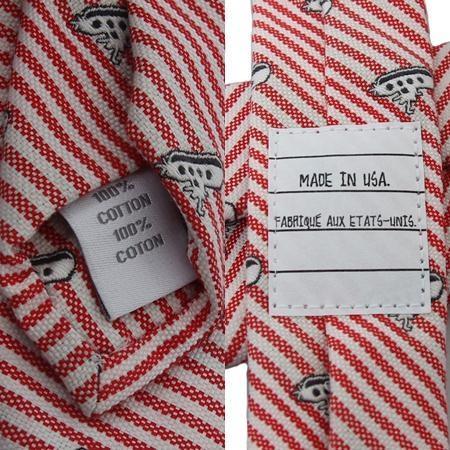 100%
COTTON
100%
COTON
MADE IN USA.
FABRIQUÉ AUX ETATS-UNIS.